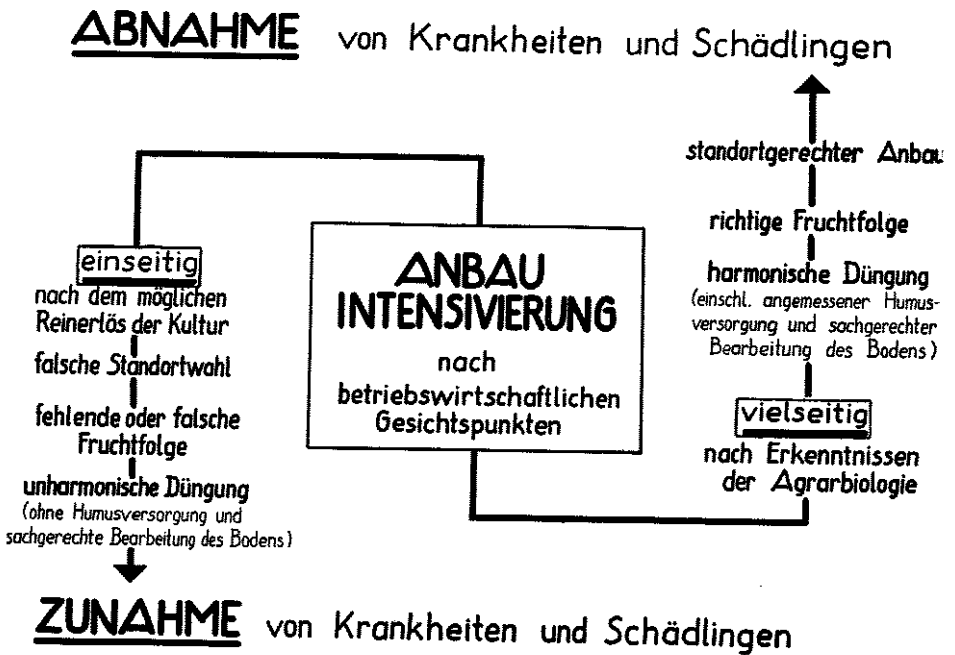 ABNAHME von Krankheiten und Schädlingen
einseitig
nach dem möglichen
Reinerlös der Kultur
falsche Standortwahl
fehlende oder falsche
Fruchtfolge
unharmonische Düngung
(ohne Humusversorgung und
sachgerechte Bearbeitung des Bodens)
ANBAU
INTENSIVIERUNG
nach
betriebswirtschaftlichen
Gesichtspunkten
standortgerechter Anbau
richtige Fruchtfolge
harmonische Düngung
(einschl. angemessener Humus-
versorgung und sachgerechter
Bearbeitung des Bodens)
vielseitig
nach Erkenntnissen
der Agrarbiologie
ZUNAHME von Krankheiten und Schädlingen